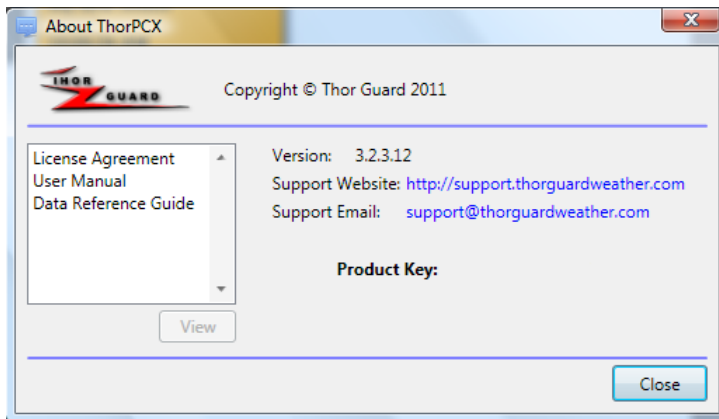 About ThorPCX
THOR
GUARD
Copyright © Thor Guard 2011
License Agreement
User Manual
Data Reference Guide
Version: 3.2.3.12
Support Website: http://support.thorguardweather.com
Support Email: support@thorguardweather.com
Product Key:
View
Close